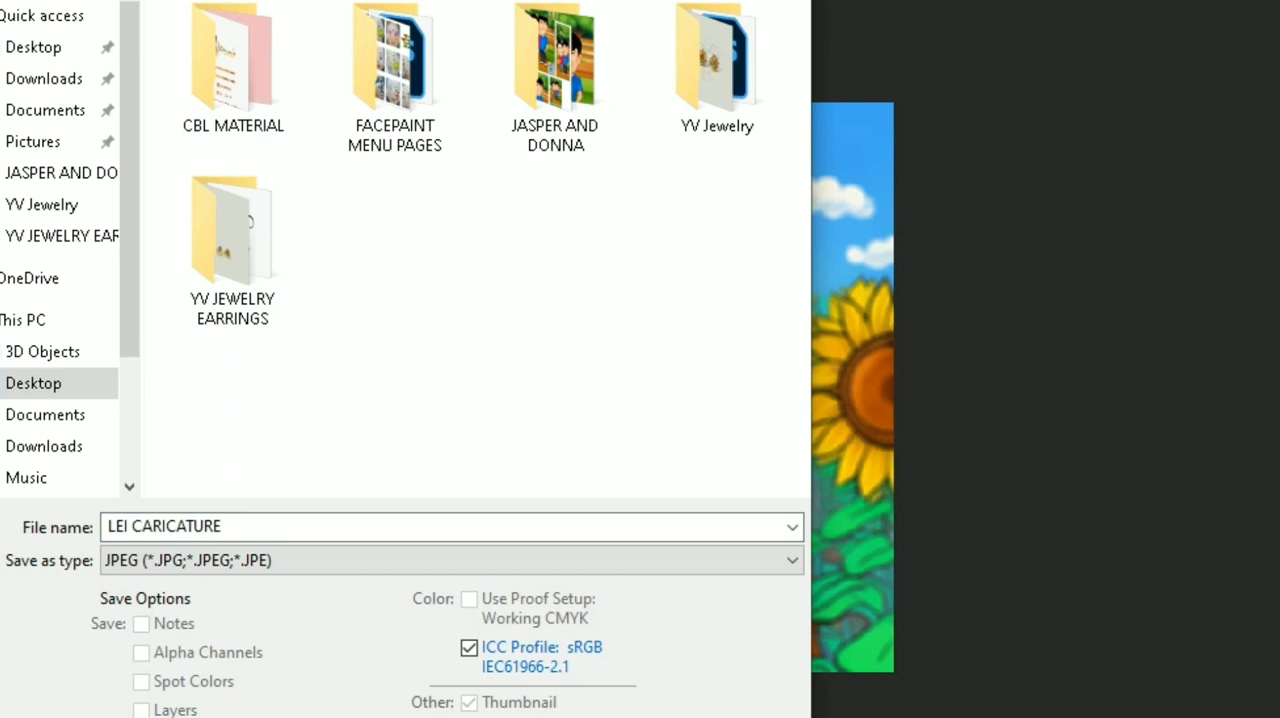 Quick access
Desktop
Downloads
Documents
Pictures
JASPER AND DO
YV Jewelry
YV JEWELRY EAR
OneDrive
This PC
3D Objects
Desktop
Documents
Downloads
Music
CBL MATERIAL
FACEPAINT
MENU PAGES
JASPER AND
DONNA
YV Jewelry
YV JEWELRY
EARRINGS
File name: LEI CARICATURE
Save as type: JPEG (*.JPG;*.JPEG;*.JPE)
Save Options
Save: Notes
Alpha Channels
Spot Colors
Layers
Color: Use Proof Setup:
Working CMYK
ICC Profile: sRGB
IEC61966-2.1
Other: Thumbnail